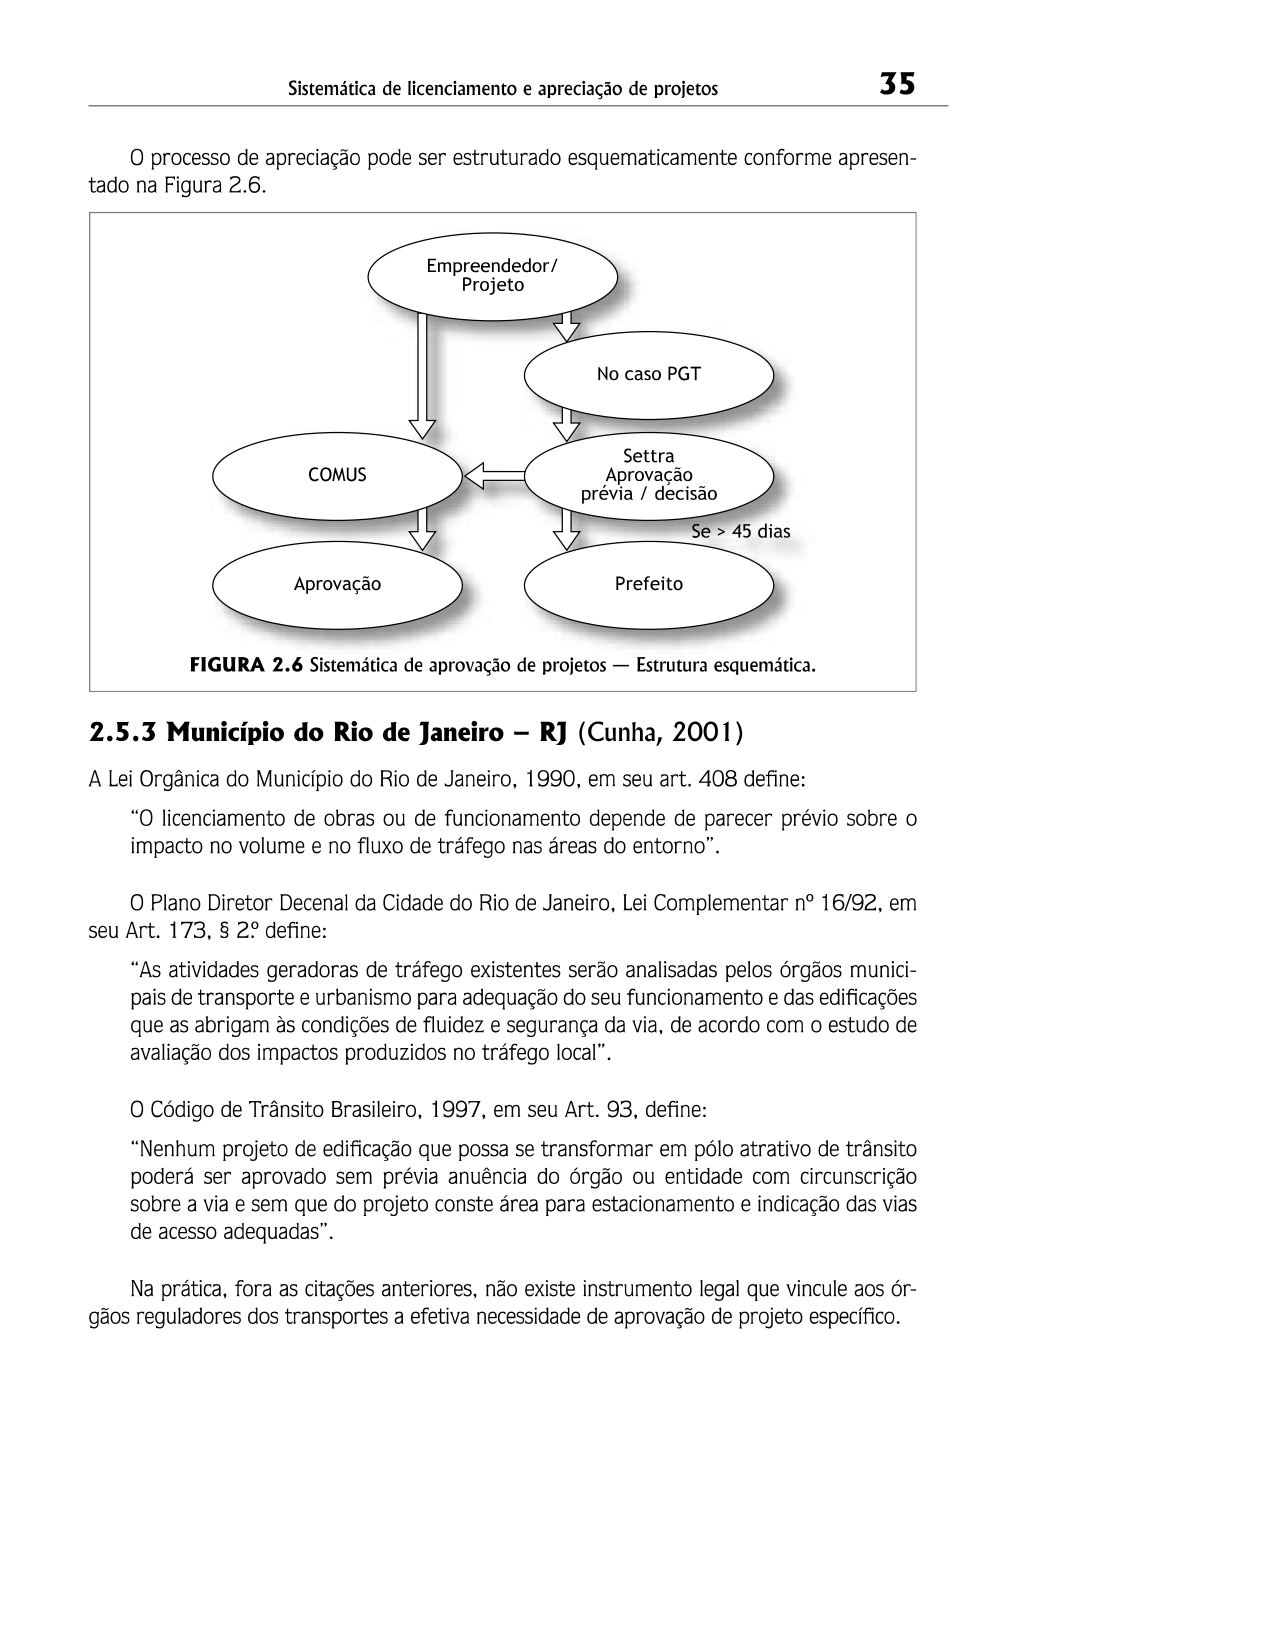 Sistemática de licenciamento e apreciação de projetos 35
O processo de apreciação pode ser estruturado esquematicamente conforme apresen-
tado na Figura 2.6.
Empreendedor/
Projeto
No caso PGT
COMUS
Settra
Aprovação
prévia / decisão
Se > 45 dias
Aprovação
Prefeito
FIGURA 2.6 Sistemática de aprovação de projetos — Estrutura esquemática.
2.5.3 Município do Rio de Janeiro – RJ (Cunha, 2001)
A Lei Orgânica do Município do Rio de Janeiro, 1990, em seu art. 408 define:
“O licenciamento de obras ou de funcionamento depende de parecer prévio sobre o
impacto no volume e no fluxo de tráfego nas áreas do entorno”.
O Plano Diretor Decenal da Cidade do Rio de Janeiro, Lei Complementar nº 16/92, em
seu Art. 173, § 2.º define:
“As atividades geradoras de tráfego existentes serão analisadas pelos órgãos munici-
pais de transporte e urbanismo para adequação do seu funcionamento e das edificações
que as abrigam às condições de fluidez e segurança da via, de acordo com o estudo de
avaliação dos impactos produzidos no tráfego local”.
O Código de Trânsito Brasileiro, 1997, em seu Art. 93, define:
“Nenhum projeto de edificação que possa se transformar em pólo atrativo de trânsito
poderá ser aprovado sem prévia anuência do órgão ou entidade com circunscrição
sobre a via e sem que do projeto conste área para estacionamento e indicação das vias
de acesso adequadas”.
Na prática, fora as citações anteriores, não existe instrumento legal que vincule aos ór-
gãos reguladores dos transportes a efetiva necessidade de aprovação de projeto específico.